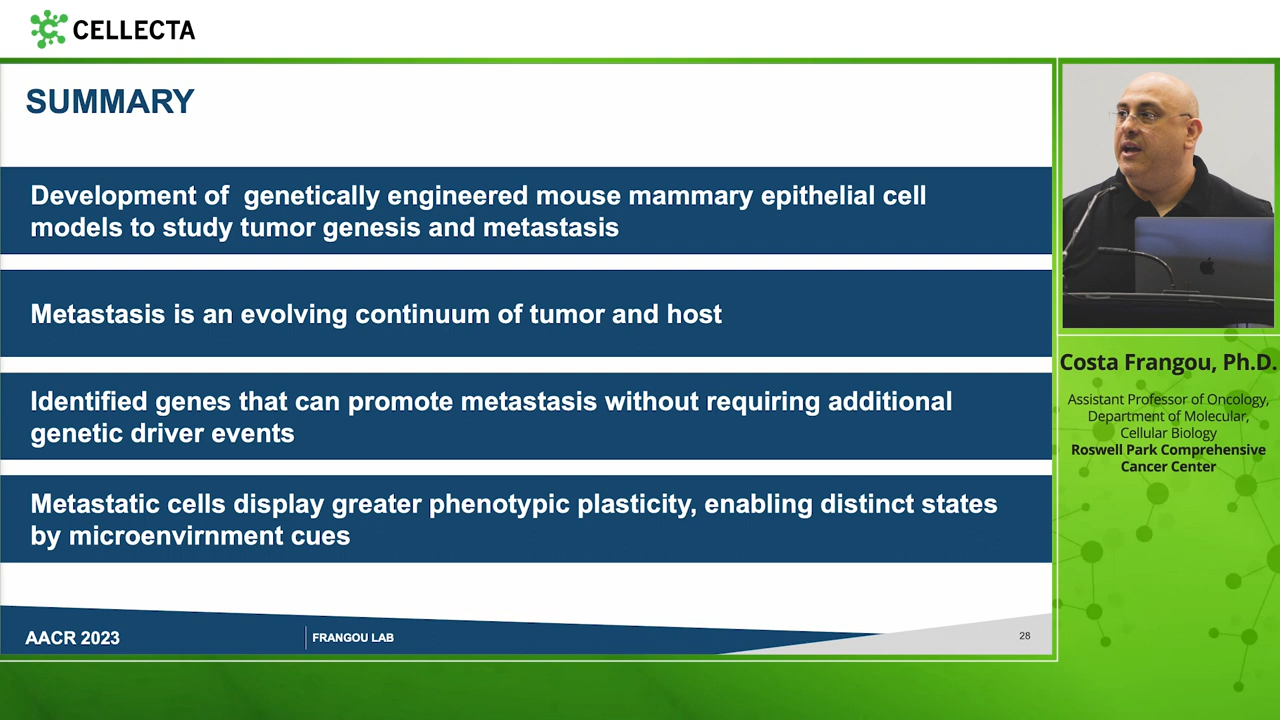 CELLECTA
SUMMARY
Development of genetically engineered mouse mammary epithelial cell
models to study tumor genesis and metastasis
Metastasis is an evolving continuum of tumor and host
Identified genes that can promote metastasis without requiring additional
genetic driver events
Metastatic cells display greater phenotypic plasticity, enabling distinct states
by microenvirnment cues
AACR 2023
FRANGOU LAB
28
Costa Frangou, Ph.D.
Assistant Professor of Oncology,
Department of Molecular,
Cellular Biology
Roswell Park Comprehensive
Cancer Center